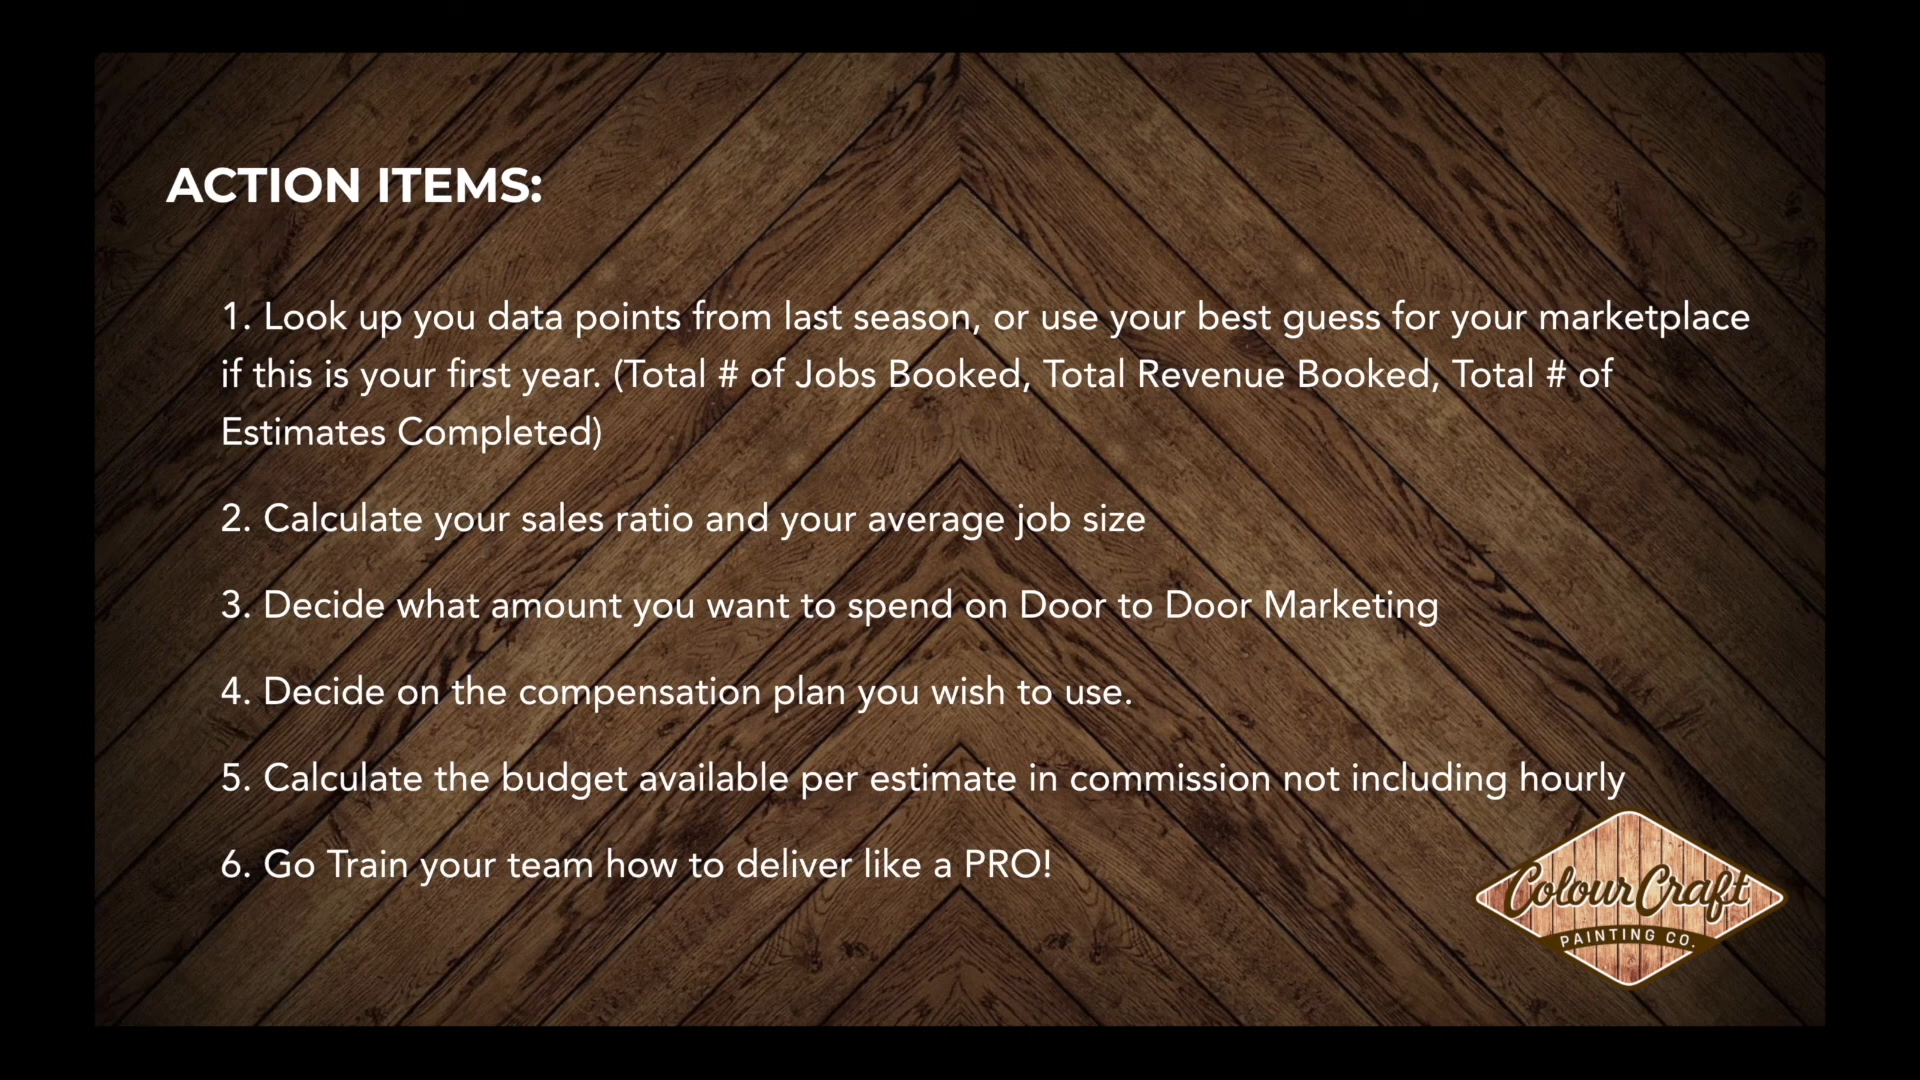 ACTION ITEMS:
1. Look up you data points from last season, or use your best guess for your marketplace
if this is your first year. (Total # of Jobs Booked, Total Revenue Booked, Total # of
Estimates Completed)
2. Calculate your sales ratio and your average job size
3. Decide what amount you want to spend on Door to Door Marketing
4. Decide on the compensation plan you wish to use.
5. Calculate the budget available per estimate in commission not including hourly
6. Go Train your team how to deliver like a PRO!
Colour Craft
PAINTING CO.